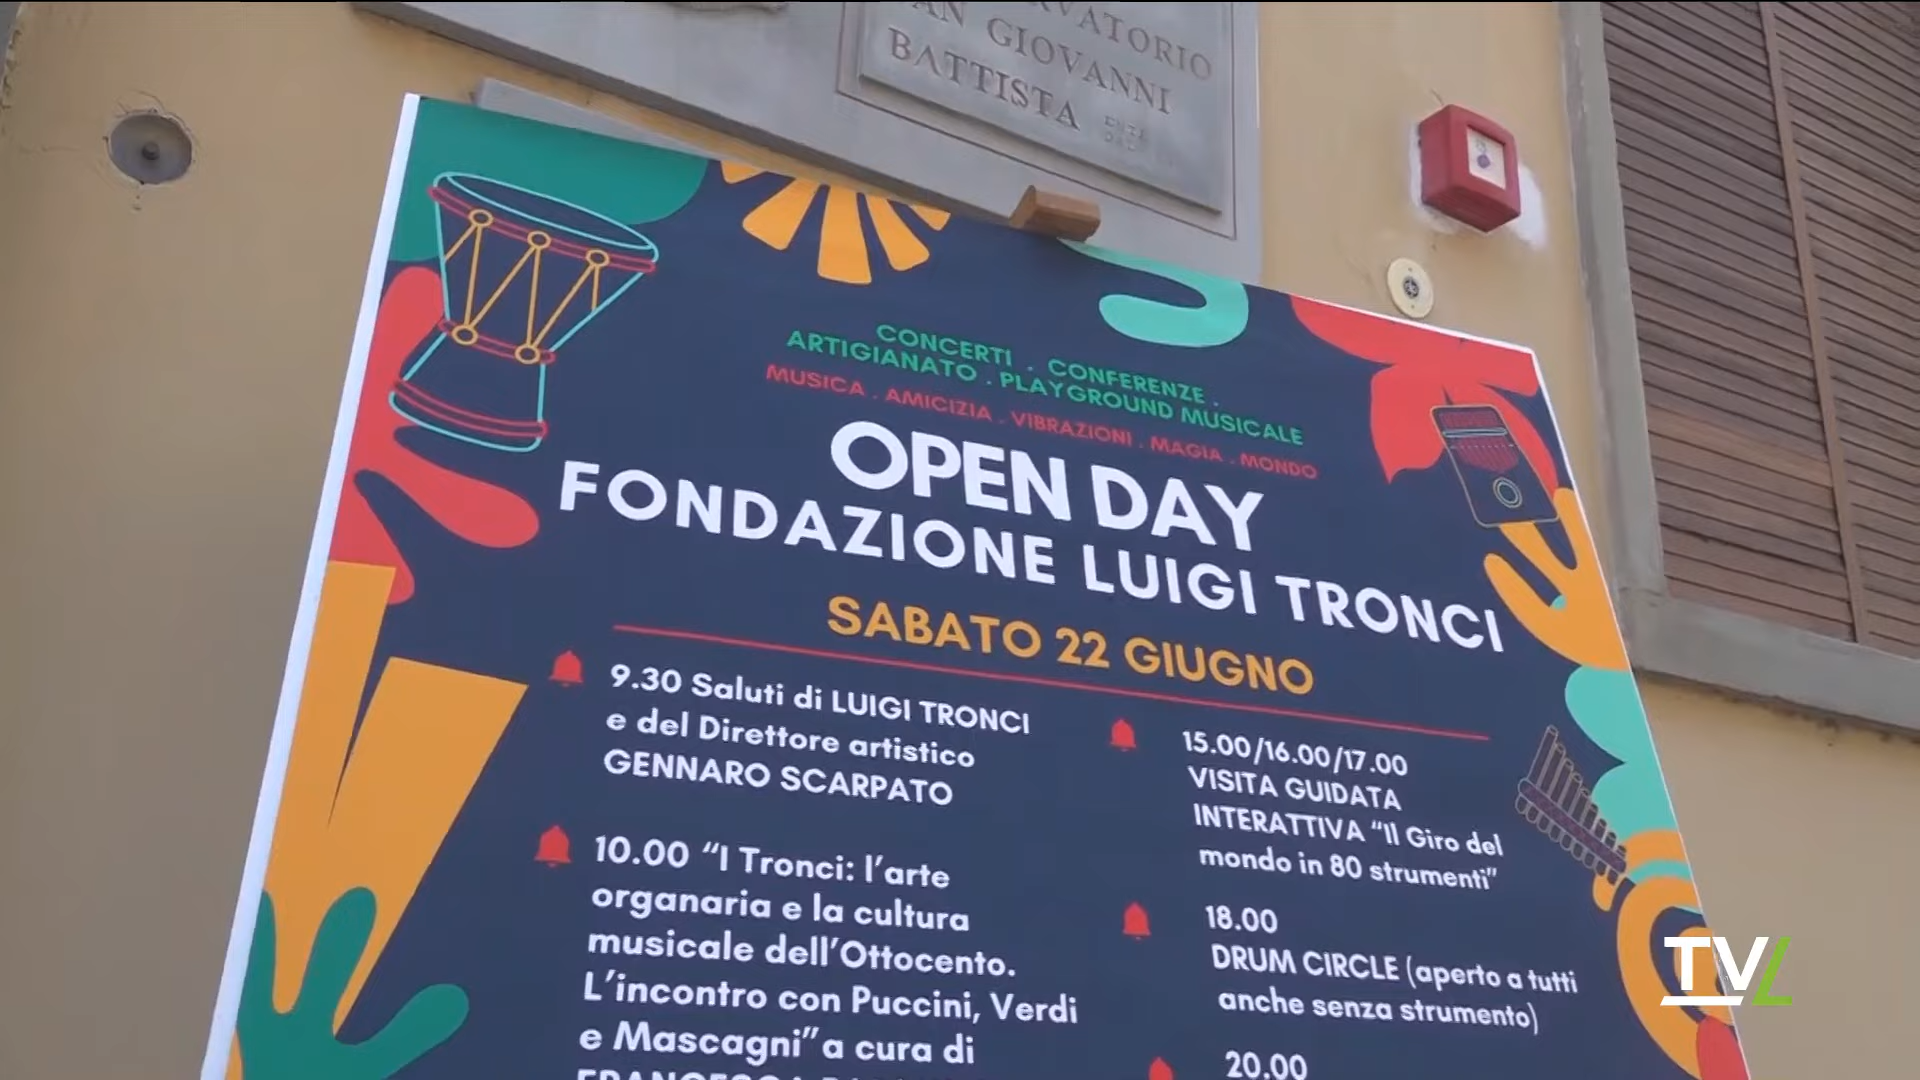 GIOVANNI
BATTISTA
CONCERTI . CONFERENZE .
ARTIGIANATO . PLAYGROUND MUSICALE
MUSICA . AMICIZIA . VIBRAZIONI . MAGIA . MONDO
OPEN DAY
FONDAZIONE LUIGI TRONCI
SABATO 22 GIUGNO
9.30 Saluti di LUIGI TRONCI
e del Direttore artistico
GENNARO SCARPATO
10.00 “I Tronci: l’arte
organaria e la cultura
musicale dell’Ottocento.
L’incontro con Puccini, Verdi
e Mascagni” a cura di
15.00/16.00/17.00
VISITA GUIDATA
INTERATTIVA “Il Giro del
mondo in 80 strumenti”
18.00
DRUM CIRCLE (aperto a tutti
anche senza strumento)
20.00
TVL